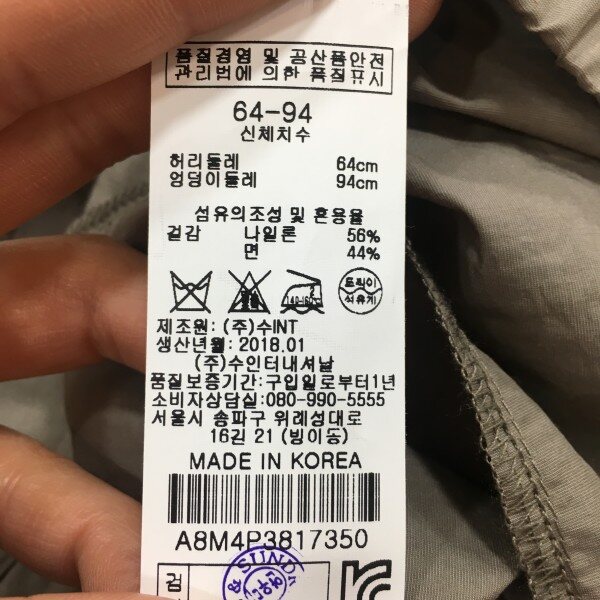 품질경영 및 공산품안전
관리법에 의한 품질표시
64-94
신체치수
허리둘레 64cm
엉덩이둘레 94cm
섬유의조성 및 혼용율
겉감 나일론 56%
면 44%
140-160℃
드라이
석유계
제조원: (주)수INT
생산년월: 2018.01
(주)수인터내셔날
품질보증기간:구입일로부터1년
소비자상담실:080-990-5555
서울시 송파구 위례성대로
16길 21 (방이동)
MADE IN KOREA
A8M4P3817350
검
& SUNDA